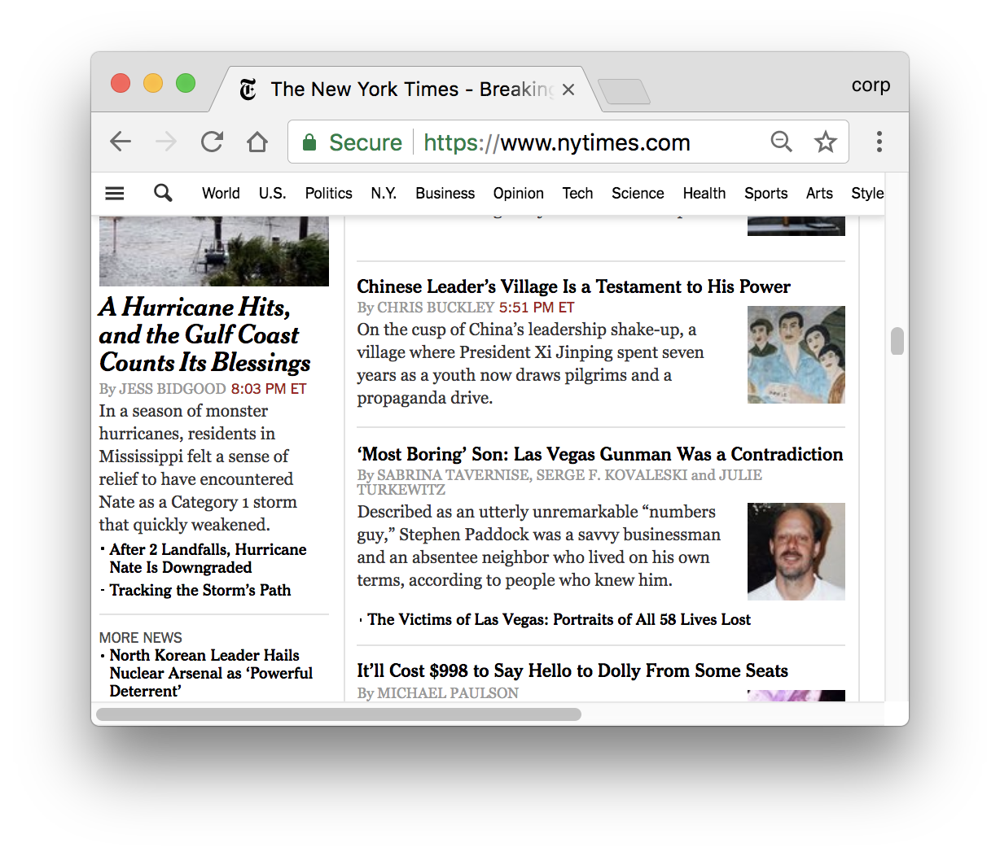 The New York Times - Breaking
corp
Secure https://www.nytimes.com
World U.S. Politics N.Y. Business Opinion Tech Science Health Sports Arts Style
A Hurricane Hits,
and the Gulf Coast
Counts Its Blessings
By JESS BIDGOOD 8:03 PM ET
In a season of monster
hurricanes, residents in
Mississippi felt a sense of
relief to have encountered
Nate as a Category 1 storm
that quickly weakened.
· After 2 Landfalls, Hurricane
Nate Is Downgraded
· Tracking the Storm’s Path
MORE NEWS
· North Korean Leader Hails
Nuclear Arsenal as ‘Powerful
Deterrent’
Chinese Leader’s Village Is a Testament to His Power
By CHRIS BUCKLEY 5:51 PM ET
On the cusp of China’s leadership shake-up, a
village where President Xi Jinping spent seven
years as a youth now draws pilgrims and a
propaganda drive.
‘Most Boring’ Son: Las Vegas Gunman Was a Contradiction
By SABRINA TAVERNISE, SERGE F. KOVALESKI and JULIE
TURKEWITZ
Described as an utterly unremarkable “numbers
guy,” Stephen Paddock was a savvy businessman
and an absentee neighbor who lived on his own
terms, according to people who knew him.
· The Victims of Las Vegas: Portraits of All 58 Lives Lost
It’ll Cost $998 to Say Hello to Dolly From Some Seats
By MICHAEL PAULSON